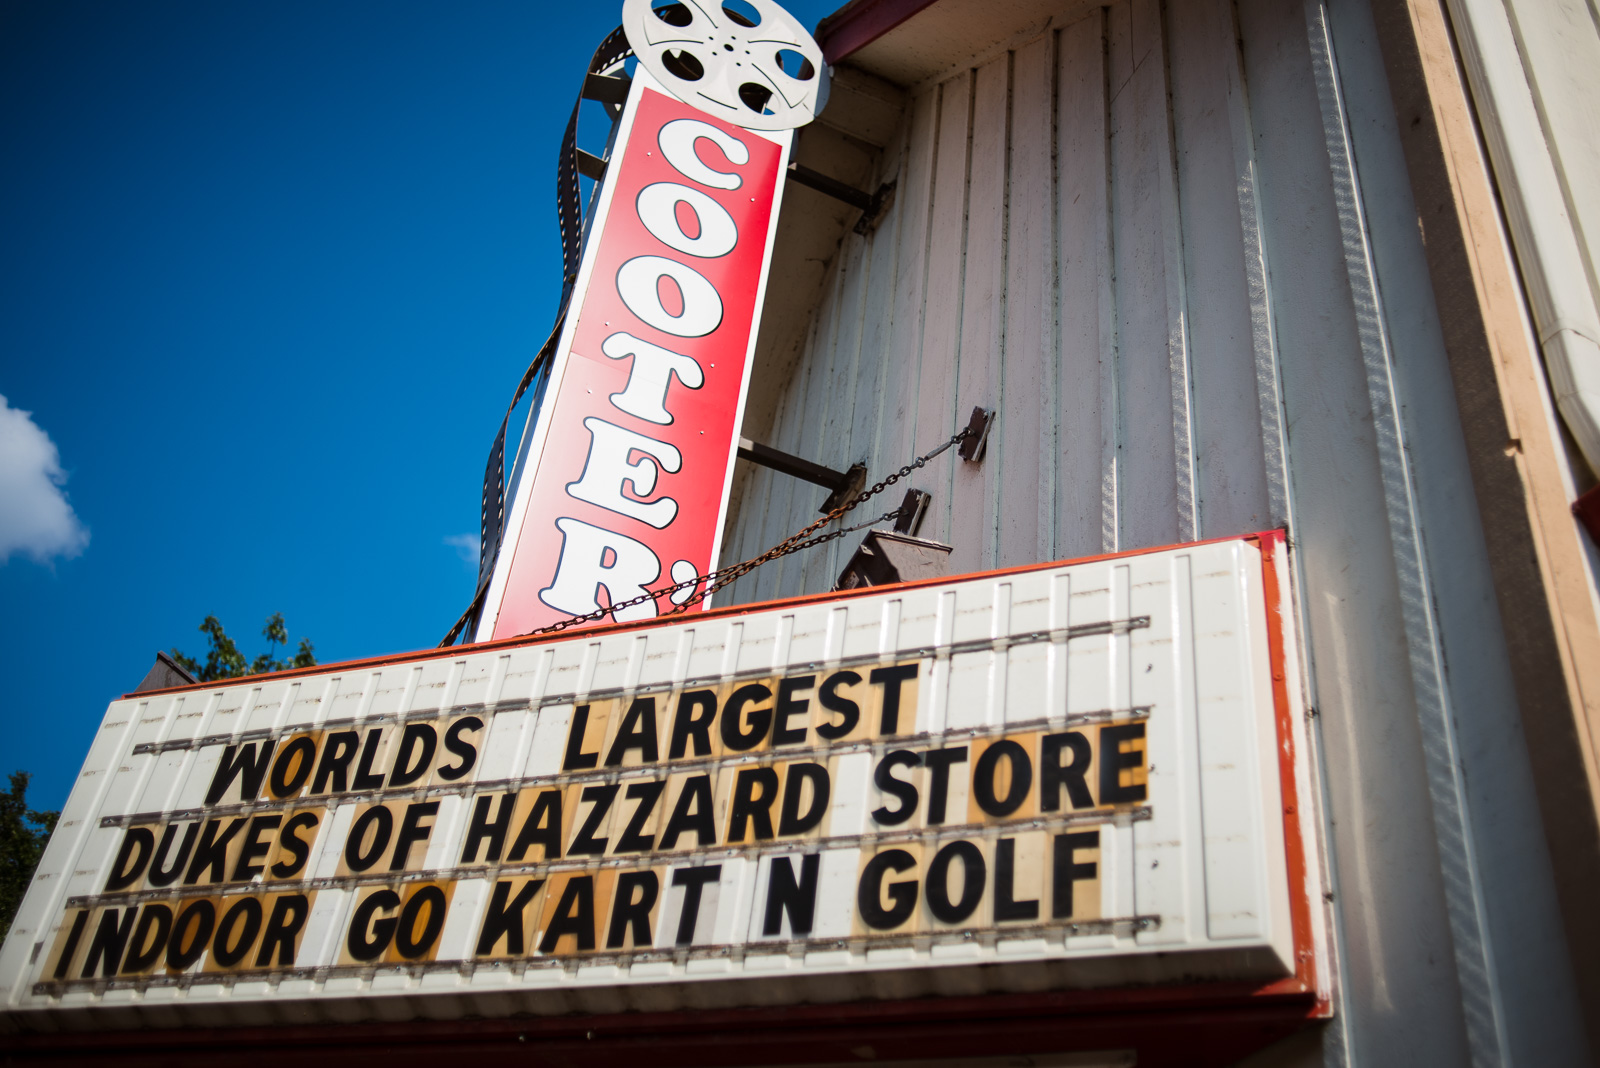 COOTER'
WORLDS LARGEST
DUKES OF HAZZARD STORE
INDOOR GO KART N GOLF